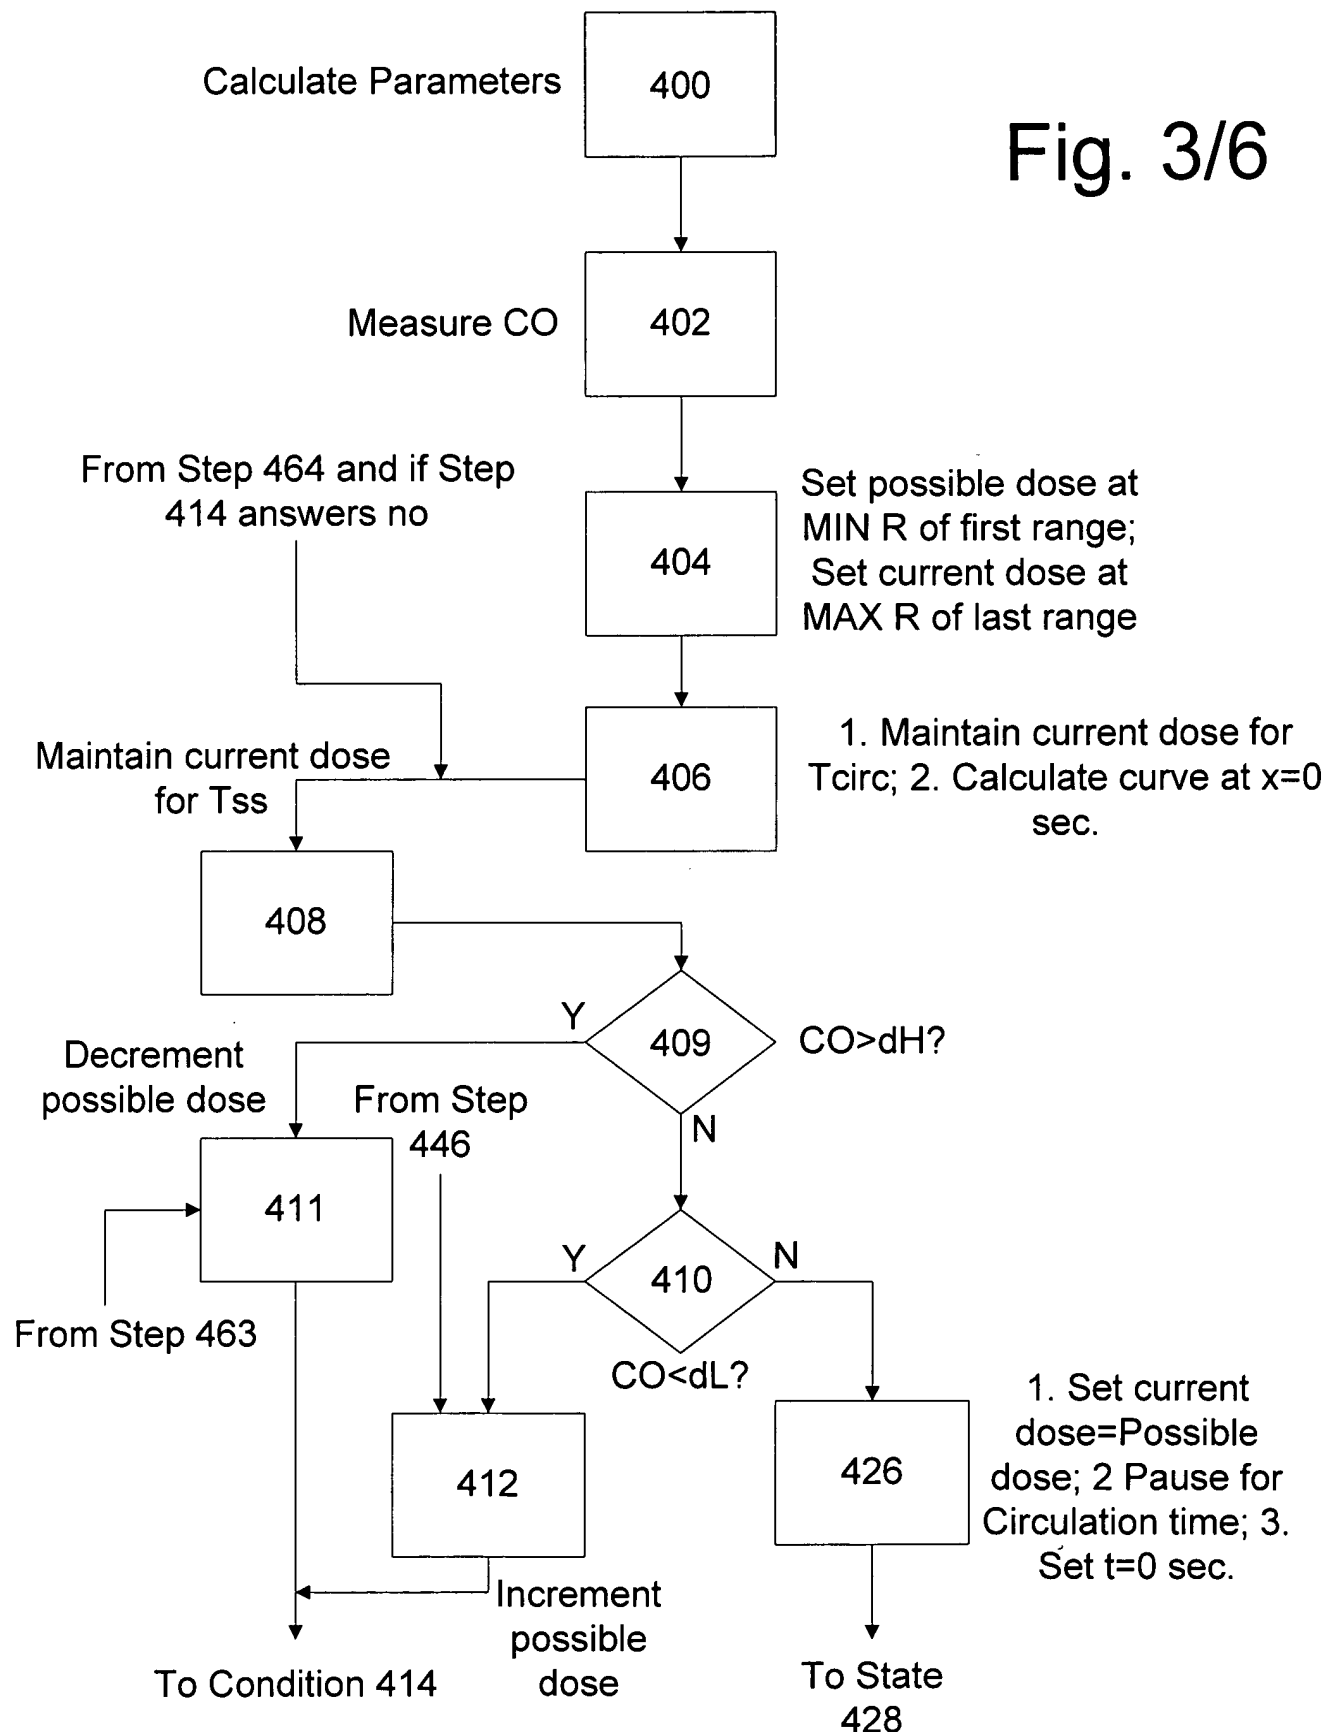 Calculate Parameters
400
Fig. 3/6
Measure CO
402
From Step 464 and if Step
414 answers no
404
Set possible dose at
MIN R of first range;
Set current dose at
MAX R of last range
Maintain current dose
for Tss
406
1. Maintain current dose for
Tcirc; 2. Calculate curve at x=0
sec.
408
Y
409
CO>dH?
N
Decrement
possible dose
From Step
446
411
From Step 463
Y
410
N
CO<dL?
412
426
1. Set current
dose=Possible
dose; 2 Pause for
Circulation time; 3.
Set t=0 sec.
Increment
possible
dose
To Condition 414
To State
428